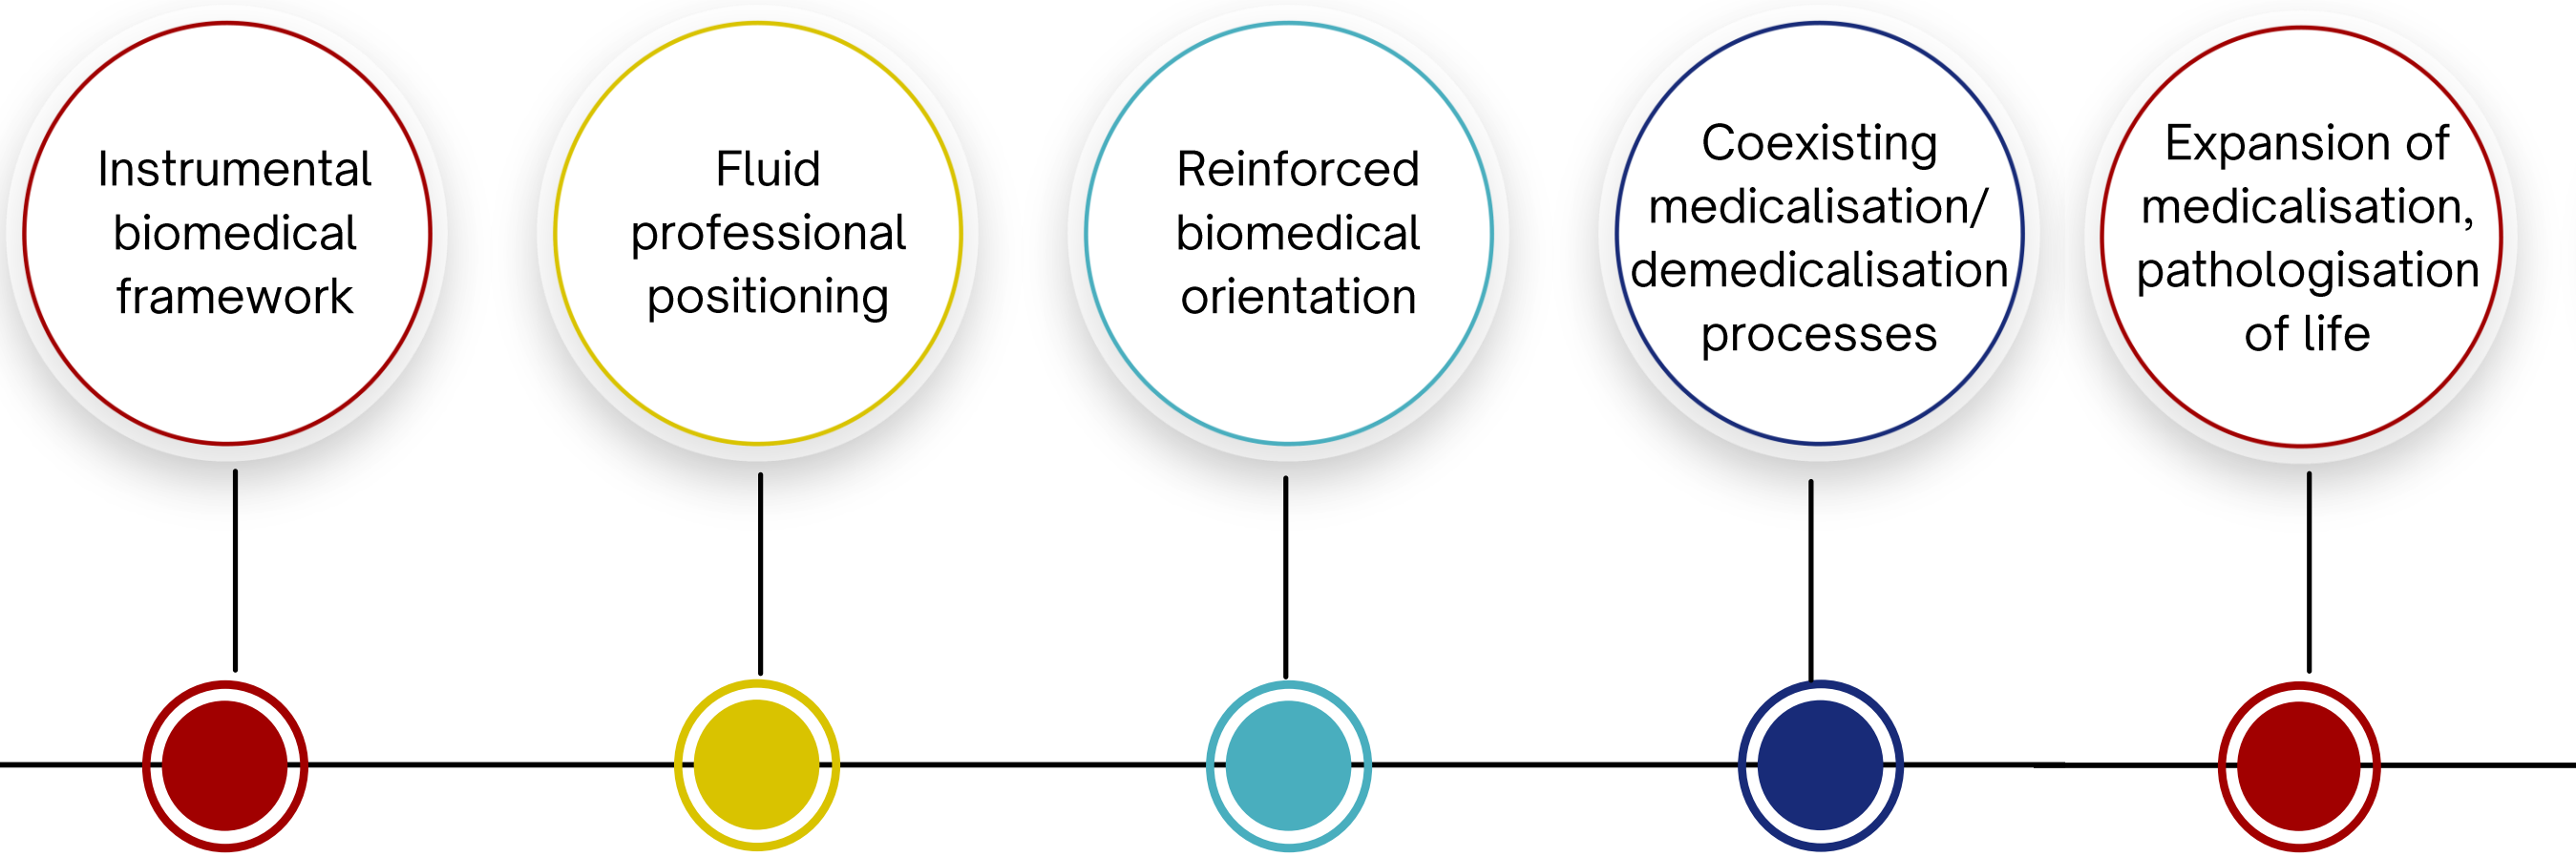 Instrumental
biomedical
framework
Fluid
professional
positioning
Reinforced
biomedical
orientation
Coexisting
medicalisation/
demedicalisation
processes
Expansion of
medicalisation,
pathologisation
of life